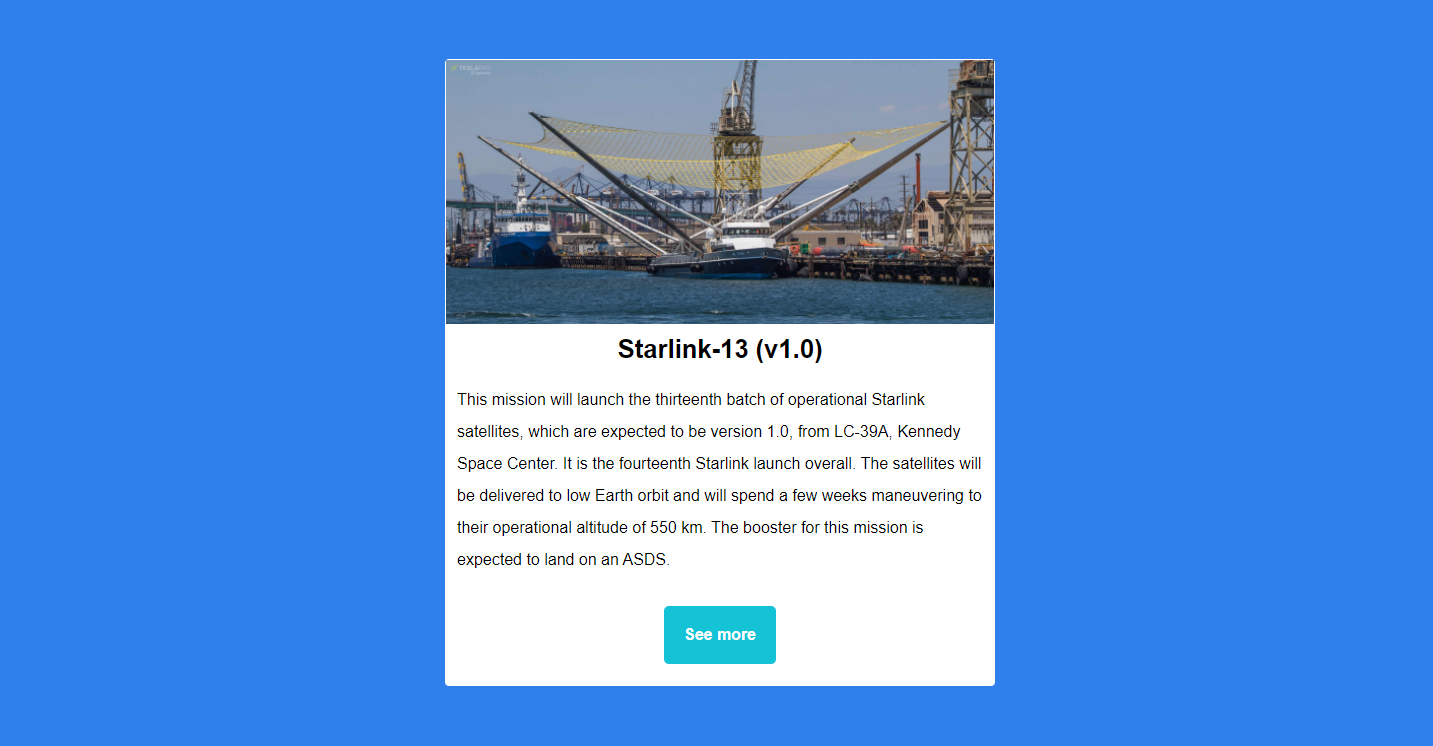 Starlink-13 (v1.0)
This mission will launch the thirteenth batch of operational Starlink
satellites, which are expected to be version 1.0, from LC-39A, Kennedy
Space Center. It is the fourteenth Starlink launch overall. The satellites will
be delivered to low Earth orbit and will spend a few weeks maneuvering to
their operational altitude of 550 km. The booster for this mission is
expected to land on an ASDS.
See more